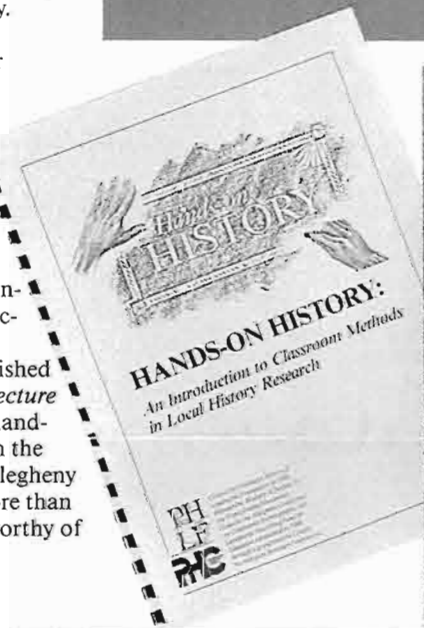 y.
n-
c-
ished
ecture
and-
n the
legheny
re than
orthy of
Hands-on
HISTORY
HANDS-ON HISTORY:
An Introduction to Classroom Methods
in Local History Research
PH
LF
PHC